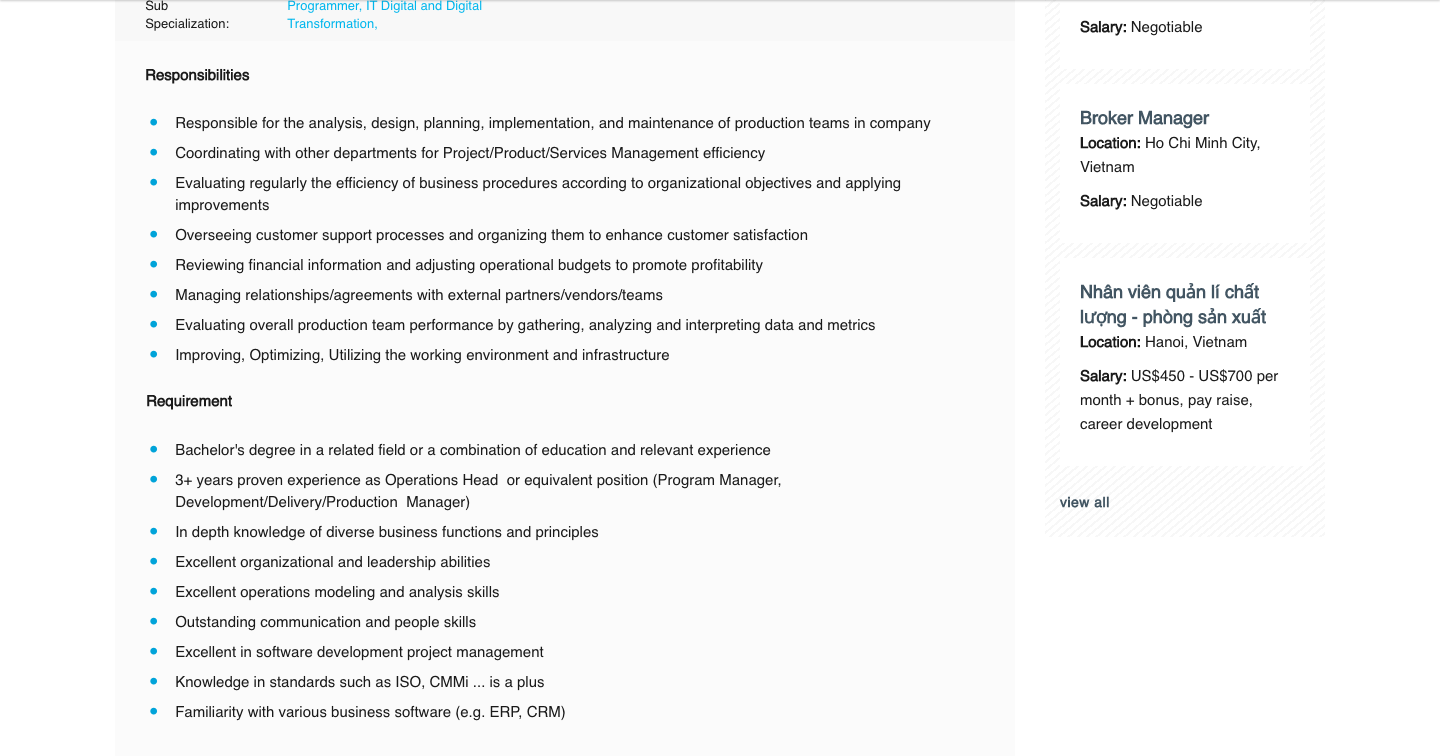 Sub
Specialization:
Programmer, IT Digital and Digital
Transformation,
Responsibilities
Responsible for the analysis, design, planning, implementation, and maintenance of production teams in company
Coordinating with other departments for Project/Product/Services Management efficiency
Evaluating regularly the efficiency of business procedures according to organizational objectives and applying
improvements
Overseeing customer support processes and organizing them to enhance customer satisfaction
Reviewing financial information and adjusting operational budgets to promote profitability
Managing relationships/agreements with external partners/vendors/teams
Evaluating overall production team performance by gathering, analyzing and interpreting data and metrics
Improving, Optimizing, Utilizing the working environment and infrastructure
Requirement
Bachelor's degree in a related field or a combination of education and relevant experience
3+ years proven experience as Operations Head  or equivalent position (Program Manager,
Development/Delivery/Production  Manager)
In depth knowledge of diverse business functions and principles
Excellent organizational and leadership abilities
Excellent operations modeling and analysis skills
Outstanding communication and people skills
Excellent in software development project management
Knowledge in standards such as ISO, CMMi ... is a plus
Familiarity with various business software (e.g. ERP, CRM)
Salary: Negotiable
Broker Manager
Location: Ho Chi Minh City,
Vietnam
Salary: Negotiable
Nhân viên quản lí chất
lượng - phòng sản xuất
Location: Hanoi, Vietnam
Salary: US$450 - US$700 per
month + bonus, pay raise,
career development
view all